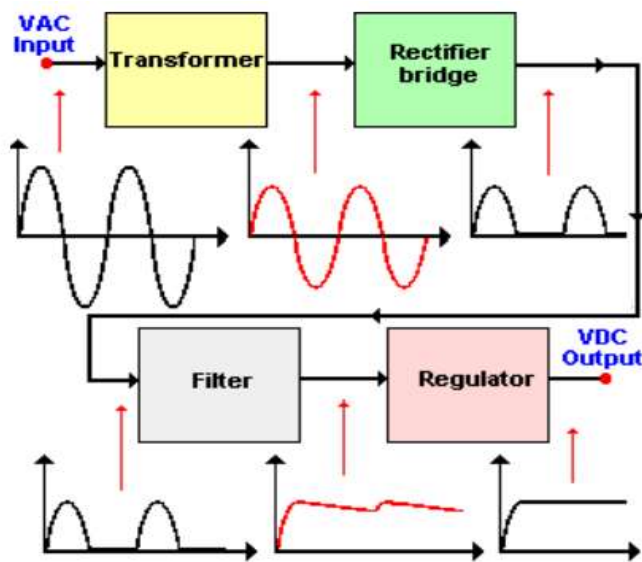 VAC
Input
Transformer
Rectifier
bridge
Filter
Regulator
VDC
Output